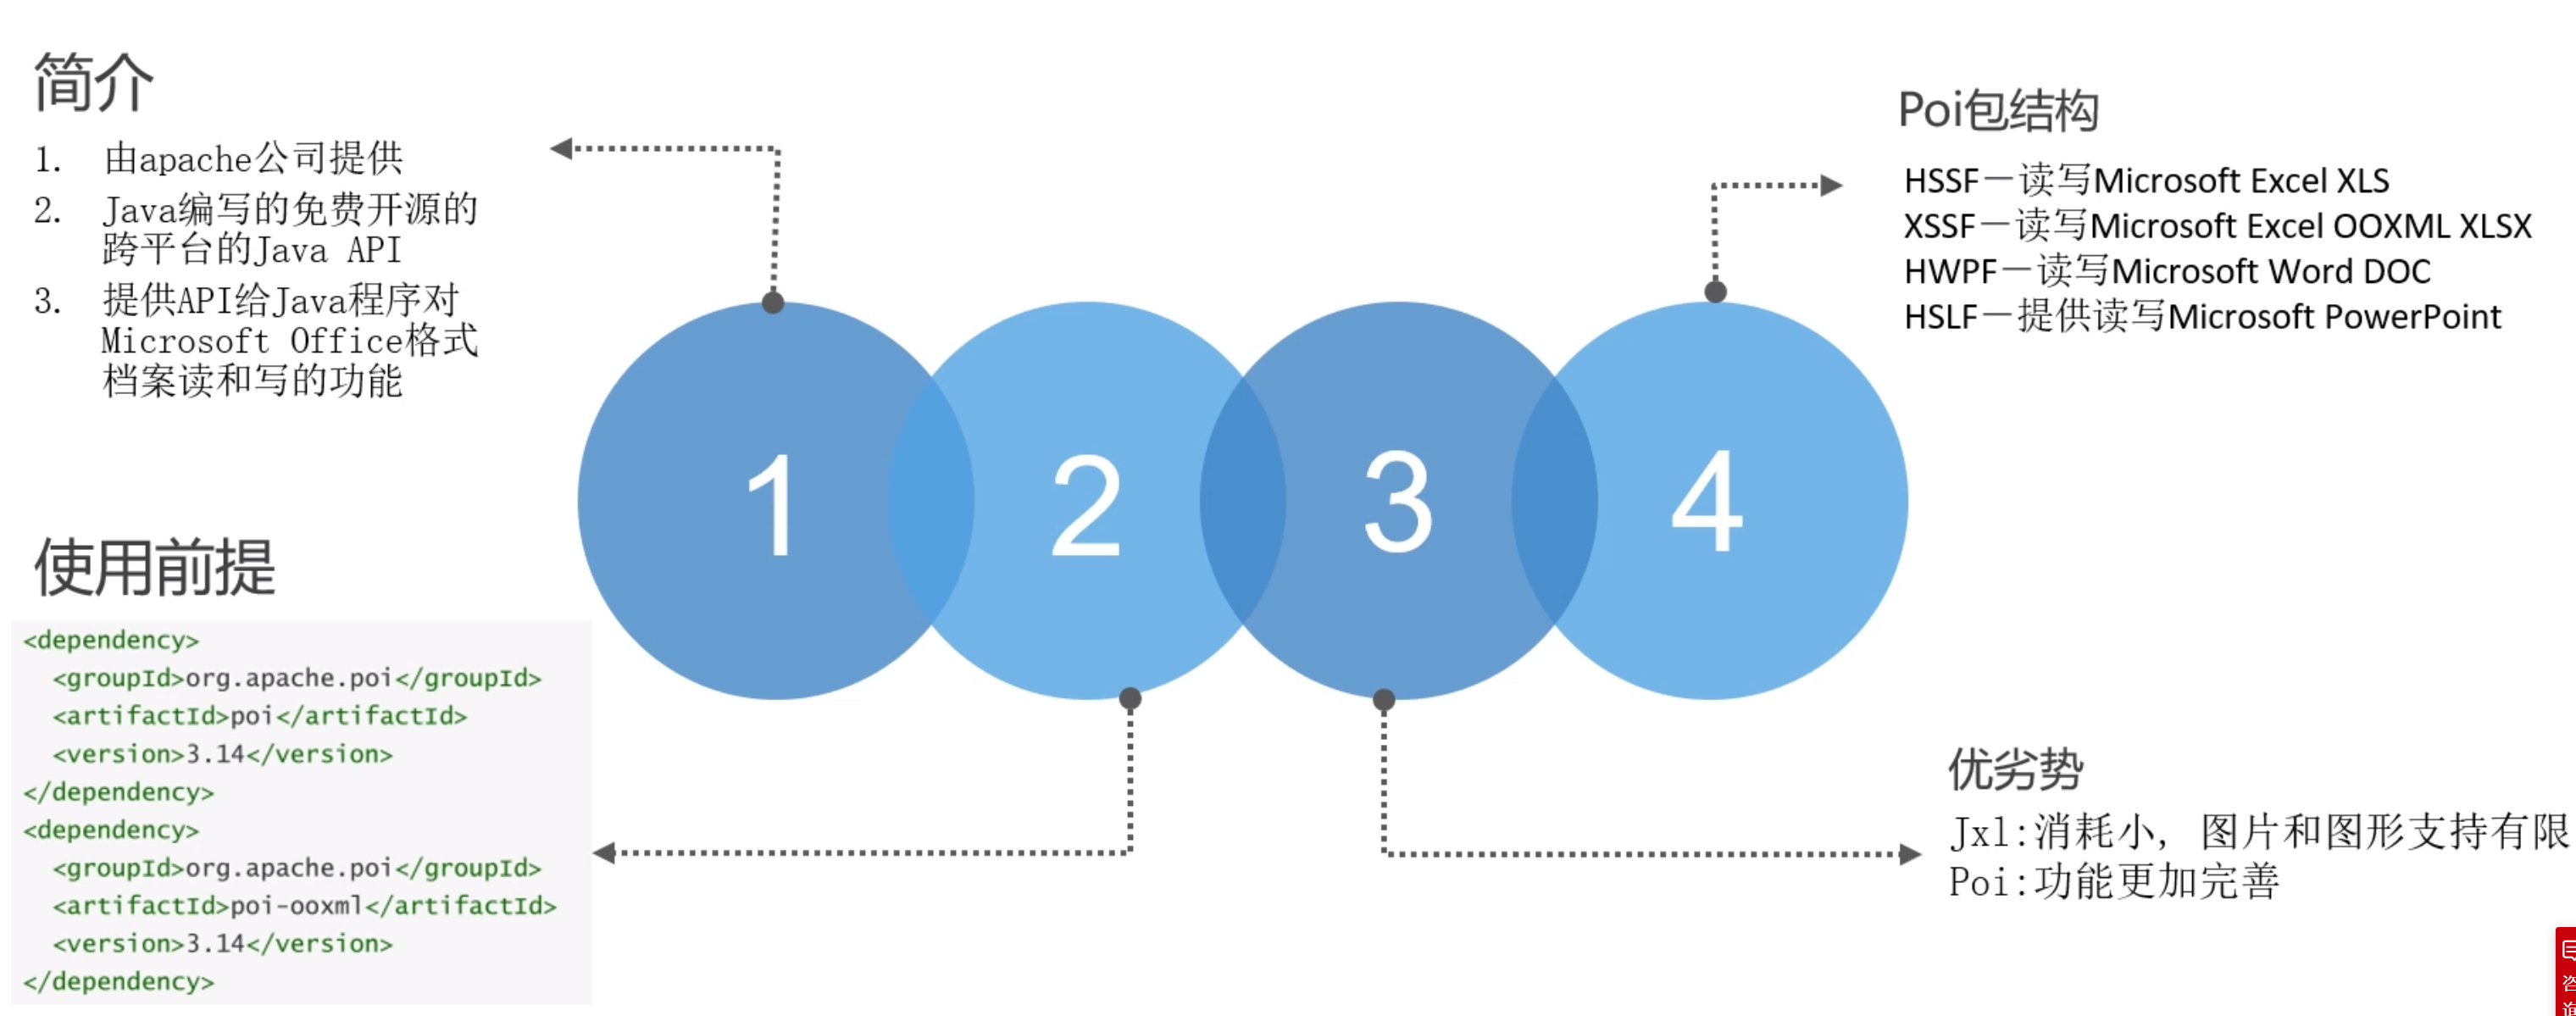 简介
1. 由apache公司提供
2. Java编写的免费开源的
跨平台的Java API
3. 提供API给Java程序对
Microsoft Office格式
档案读和写的功能
使用前提
<dependency>
<groupId>org.apache.poi</groupId>
<artifactId>poi</artifactId>
<version>3.14</version>
</dependency>
<dependency>
<groupId>org.apache.poi</groupId>
<artifactId>poi-ooxml</artifactId>
<version>3.14</version>
</dependency>
1
2
3
4
Poi包结构
HSSF－读写Microsoft Excel XLS
XSSF－读写Microsoft Excel OOXML XLSX
HWPF－读写Microsoft Word DOC
HSLF－提供读写Microsoft PowerPoint
优劣势
Jxl:消耗小, 图片和图形支持有限
Poi:功能更加完善